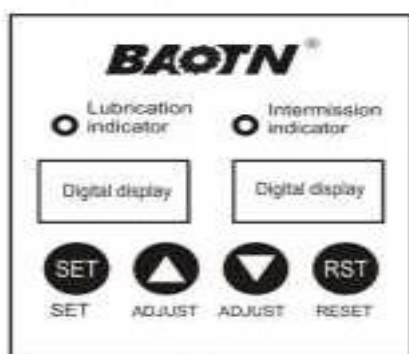 BAOTN®
Lubrication indicator
Intermission indicator
Digital display
Digital display
SET
RST
SET
ADJUST
ADJUST
RESET